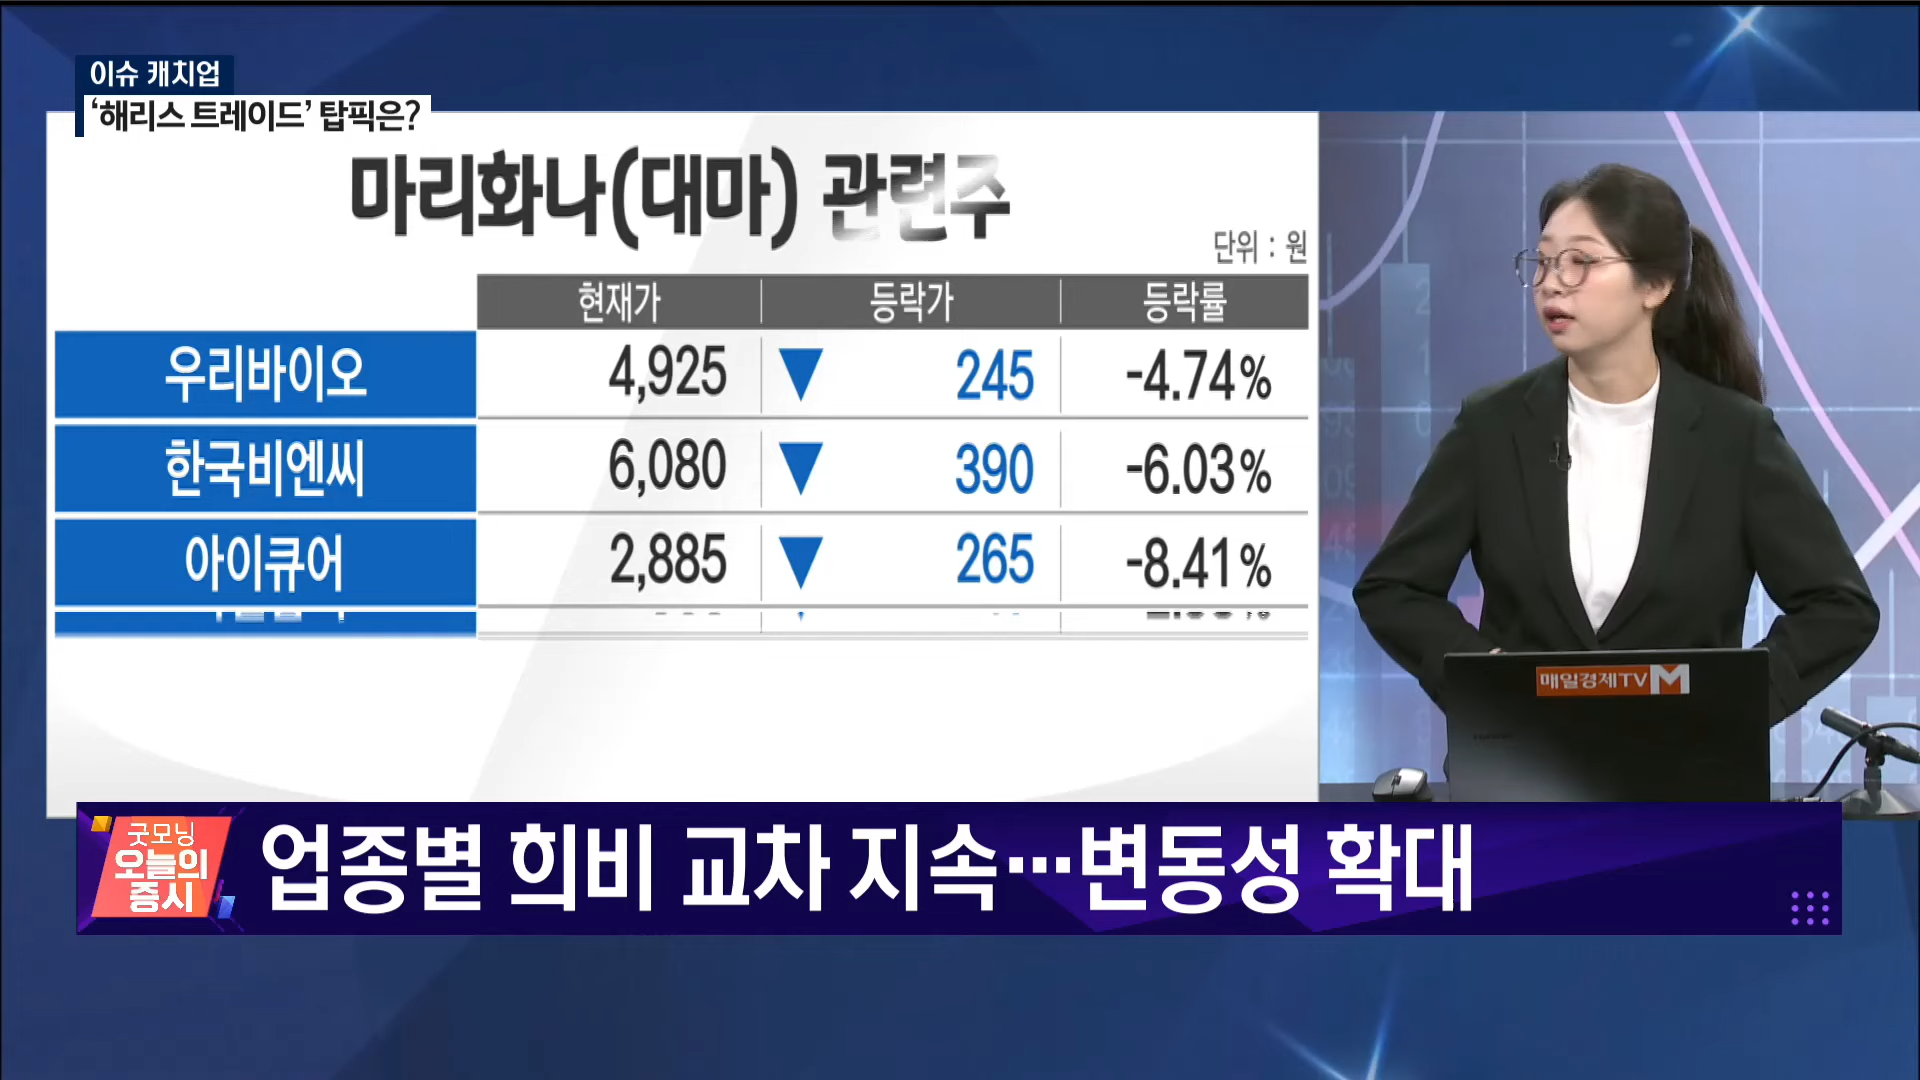 이슈 캐치업
‘해리스 트레이드’ 탑픽은?
마리화나(대마) 관련주
단위 : 원
현재가 등락가 등락률
우리바이오 4,925 ▼ 245 -4.74%
한국비엔씨 6,080 ▼ 390 -6.03%
아이큐어 2,885 ▼ 265 -8.41%
매일경제TV M
굿모닝
오늘의
증시
업종별 희비 교차 지속…변동성 확대